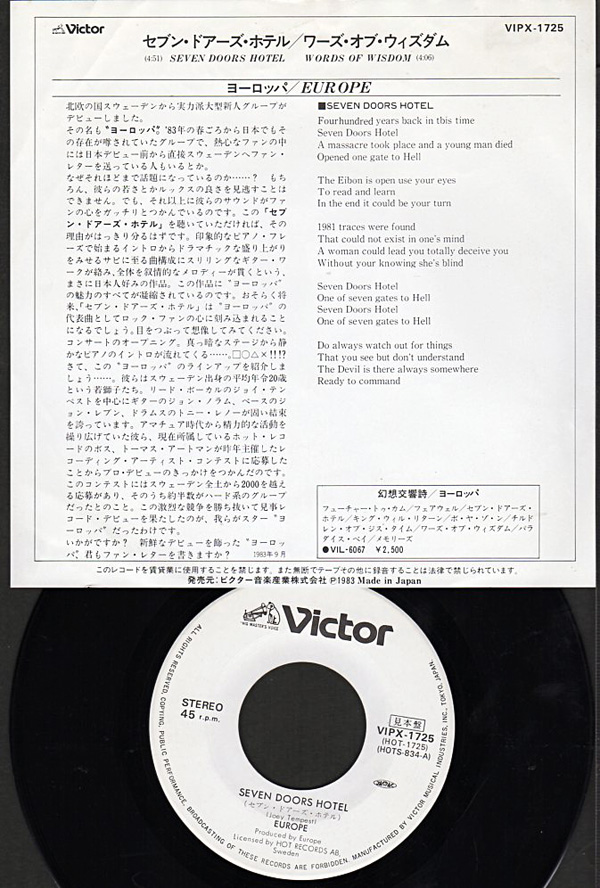 Victor
VIPX-1725
セブン・ドアーズ・ホテル／ワーズ・オブ・ウィズダム
(4:51) SEVEN DOORS HOTEL WORDS OF WISDOM (4:06)
ヨーロッパ／EUROPE
北欧の国スウェーデンから実力派大型新人グループが
デビューしました。
その名も“ヨーロッパ”。'83年の春ごろから日本でもそ
の存在が噂されていたグループで、熱心なファンの中
には日本デビュー前から直接スウェーデンへファン・
レターを送っている人もいるとか。
なぜそれほどまで話題になっているのか……？ もち
ろん、彼らの若さとかルックスの良さを見逃すことは
できません。でも、それ以上に彼らのサウンドがファ
ンの心をガッチリとつかんでいるのです。この「セブ
ン・ドアーズ・ホテル」を聴いていただければ、その
理由がはっきり分るはずです。印象的なピアノ・フレ
ーズで始まるイントロからドラマチックな盛り上がり
をみせるサビに至る曲構成にスリリングなギター・ワ
ークが絡み、全体を叙情的なメロディーが貫くという、
まさに日本人好みの作品。この作品に“ヨーロッパ”
の魅力のすべてが凝縮されているのです。おそらく将
来、「セブン・ドアーズ・ホテル」は“ヨーロッパ”の
代表曲としてロック・ファンの心に刻み込まれること
になるでしょう。目をつぶって想像してみてください。
コンサートのオープニング。真っ暗なステージから静
かなピアノのイントロが流れてくる……。□○△×!!!?
さて、この“ヨーロッパ”のラインアップを紹介しま
しょう……。彼らはスウェーデン出身の平均年令20歳
という若獅子たち。リード・ボーカルのジョイ・テン
ペストを中心にギターのジョン・ノラム、ベースのジ
ョン・レブン、ドラムスのトニー・レノーが固い結束
を誇っています。アマチュア時代から精力的な活動を
繰り広げていた彼ら、現在所属しているホット・レコ
ードのボス、トーマス・アートマンが昨年主催したレ
コーディング・アーティスト・コンテストに応募した
ことからプロ・デビューのきっかけをつかんだのです。
このコンテストにはスウェーデン全土から2000を越え
る応募があり、そのうち約半数がハード系のグループ
だったとのこと。この激烈な競争を勝ち抜いて見事レ
コード・デビューを果たしたのが、我らがスター“ヨ
ーロッパ”だったわけです。
いかがですか？ 新鮮なデビューを飾った“ヨーロッ
パ”。君もファン・レターを書きますか？ 1983年9月
■SEVEN DOORS HOTEL
Fourhundred years back in tbis time
Seven Doors Hotel
A massacre took place and a young man died
Opened one gate to Hell
The Eibon is open use your eyes
To read and learn
In the end it could be your turn
1981 traces were found
That could not exist in one's mind
A woman could lead you totally deceive you
Without your knowing she's blind
Seven Doors Hotel
One of seven gates to Hell
Seven Doors Hotel
One of seven gates to Hell
Do always watch out for things
That you see but don't understand
The Devil is there always somewhere
Ready to command
幻想交響詩／ヨーロッパ
フューチャー・トゥ・カム／フェアウェル／セブン・ドアーズ・
ホテル／キング・ウィル・リターン／ボ・ヤ・ゾン／チルド
レン・オフ・ジス・タイム／ワーズ・オブ・ウィズダム／パラ
ダイス・ベイ／メモリーズ
●VIL-6067 ￥2,500
このレコードを賃貸業に使用することを禁じます。また無断でテープその他に録音することは法律で禁じられています。
発売元：ビクター音楽産業株式会社 ℗1983 Made in Japan
"HIS MASTER'S VOICE"
Victor
STEREO
45 r.p.m.
見本盤
VIPX-1725
(HOT-1725)
(HOTS-834-A)
SEVEN DOORS HOTEL
(セブン・ドアーズ・ホテル)
(Joey Tempest)
EUROPE
Produced by Europe
Licensed by HOT RECORDS AB,
Sweden
ALL RIGHTS RESERVED. COPYING, PUBLIC PERFORMANCE, BROADCASTING OF THESE RECORDS ARE FORBIDDEN. MANUFACTURED BY VICTOR MUSICAL INDUSTRIES, INC., TOKYO, JAPAN.